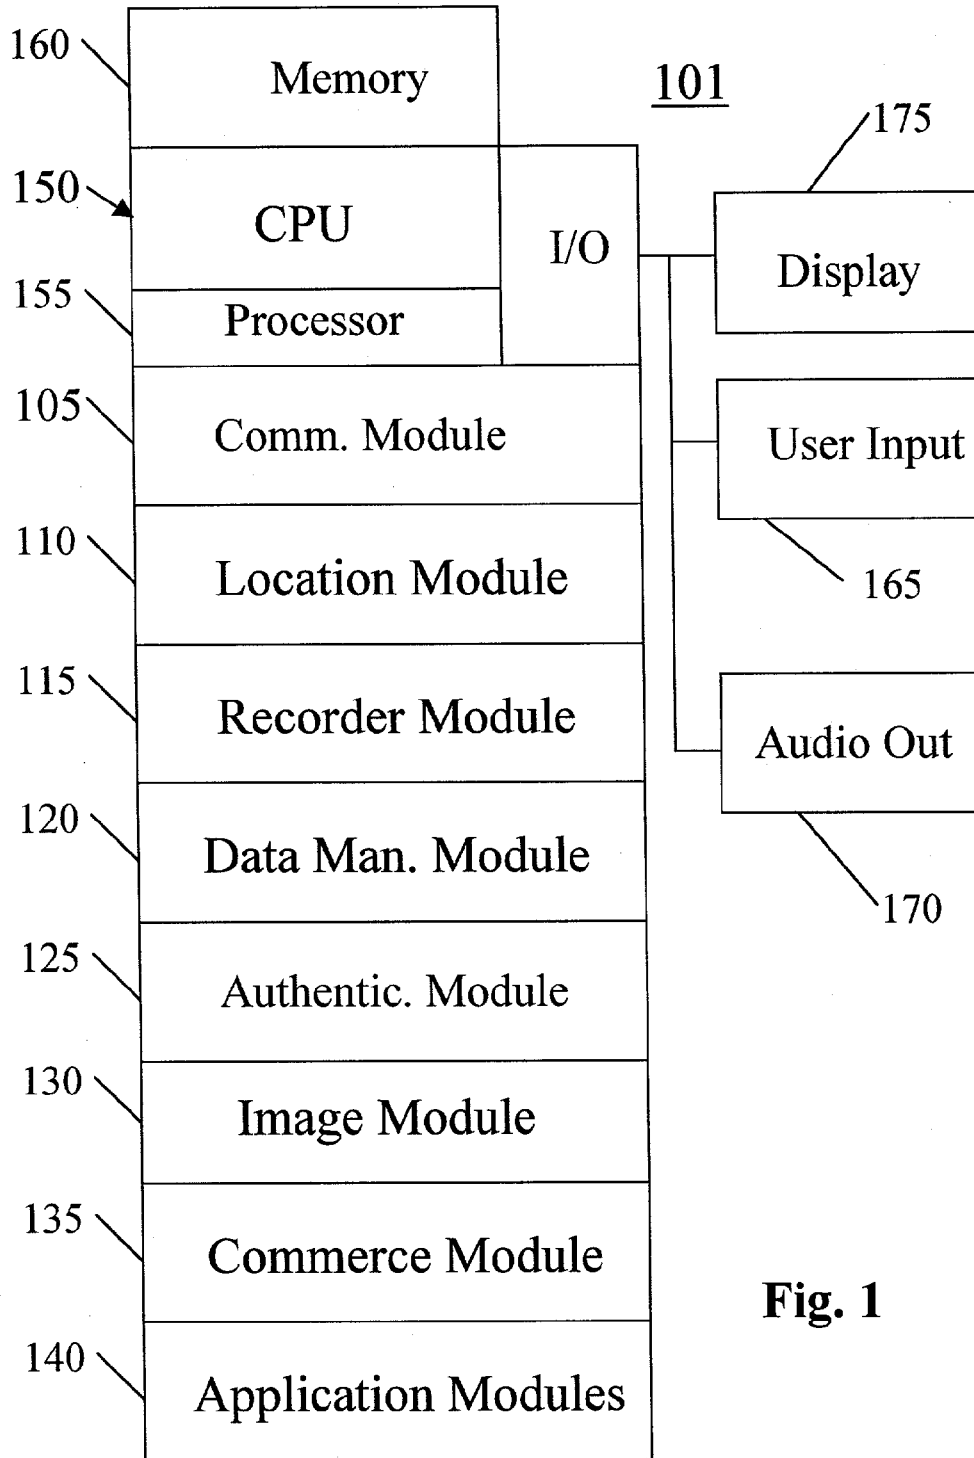 160
Memory
101
175
150
CPU
I/O
Display
155
Processor
105
Comm. Module
User Input
110
Location Module
165
115
Recorder Module
Audio Out
120
Data Man. Module
170
125
Authentic. Module
130
Image Module
135
Commerce Module
Fig. 1
140
Application Modules